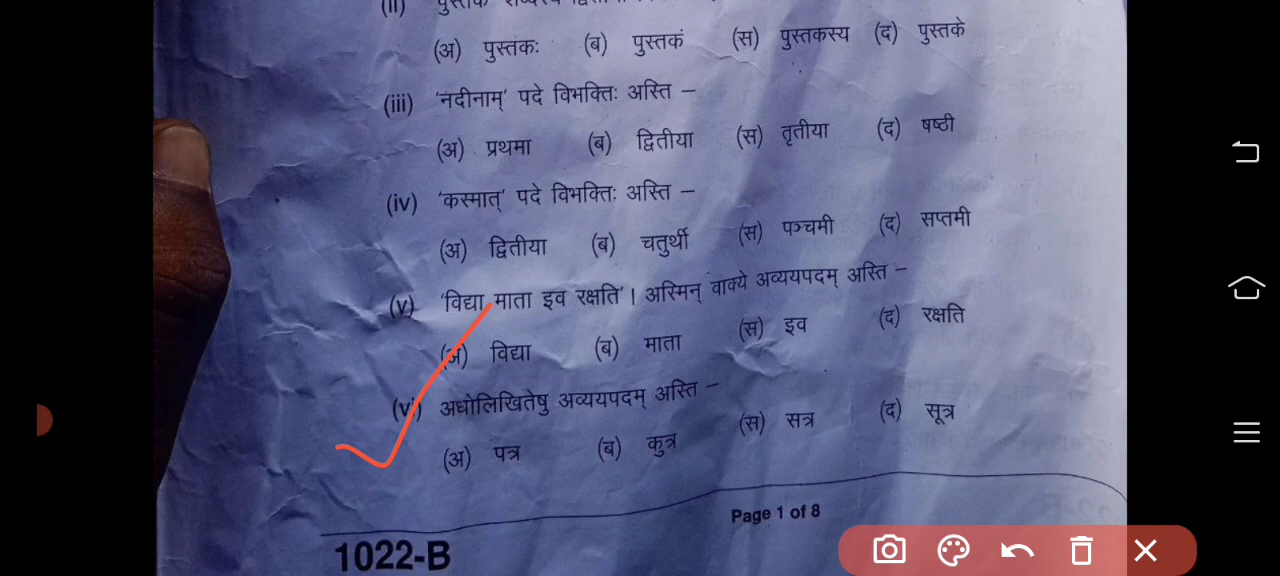 (ii)
(अ) पुस्तकः (ब) पुस्तकं (स) पुस्तकस्य (द) पुस्तके
(iii) 'नदीनाम्' पदे विभक्तिः अस्ति –
(अ) प्रथमा (ब) द्वितीया (स) तृतीया (द) षष्ठी
(iv) 'कस्मात्' पदे विभक्तिः अस्ति –
(अ) द्वितीया (ब) चतुर्थी (स) पञ्चमी (द) सप्तमी
(v) 'विद्या माता इव रक्षति'। अस्मिन् वाक्ये अव्ययपदम् अस्ति –
(अ) विद्या (ब) माता (स) इव (द) रक्षति
(vi) अधोलिखितेषु अव्ययपदम् अस्ति –
(अ) पत्र (ब) कुत्र (स) सत्र (द) सूत्र
Page 1 of 8
1022-B